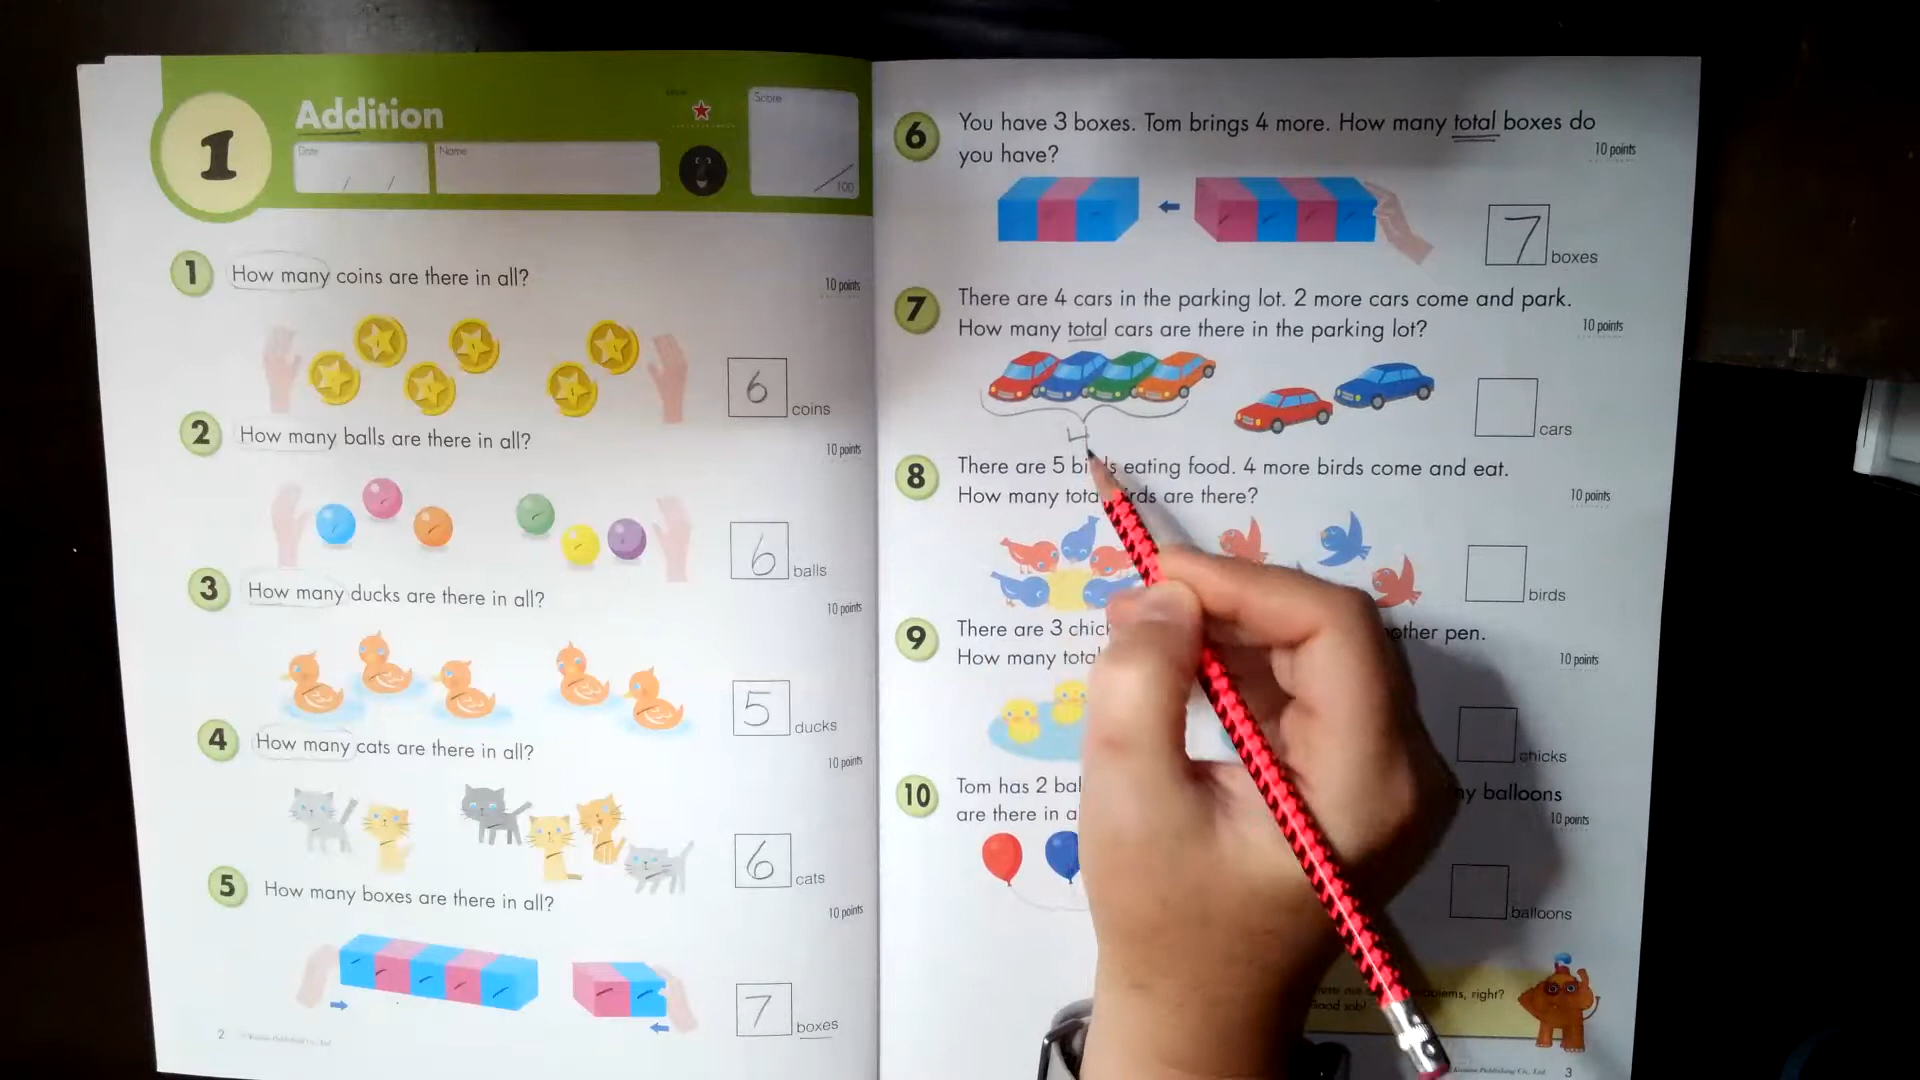 1
Addition
Date
Name
Score
100
1
How many coins are there in all?
10 points
6
coins
2
How many balls are there in all?
10 points
6
balls
3
How many ducks are there in all?
10 points
5
ducks
4
How many cats are there in all?
10 points
6
cats
5
How many boxes are there in all?
10 points
7
boxes
2
6
You have 3 boxes. Tom brings 4 more. How many total boxes do
you have?
10 points
7
boxes
7
There are 4 cars in the parking lot. 2 more cars come and park.
How many total cars are there in the parking lot?
10 points
4
cars
8
There are 5 eating food. 4 more birds come and eat.
How many are there?
10 points
birds
9
There are 3 pen.
How many
10 points
chicks
10
Tom has 2 balloons
are there in
10 points
balloons
right?
Good job!
3